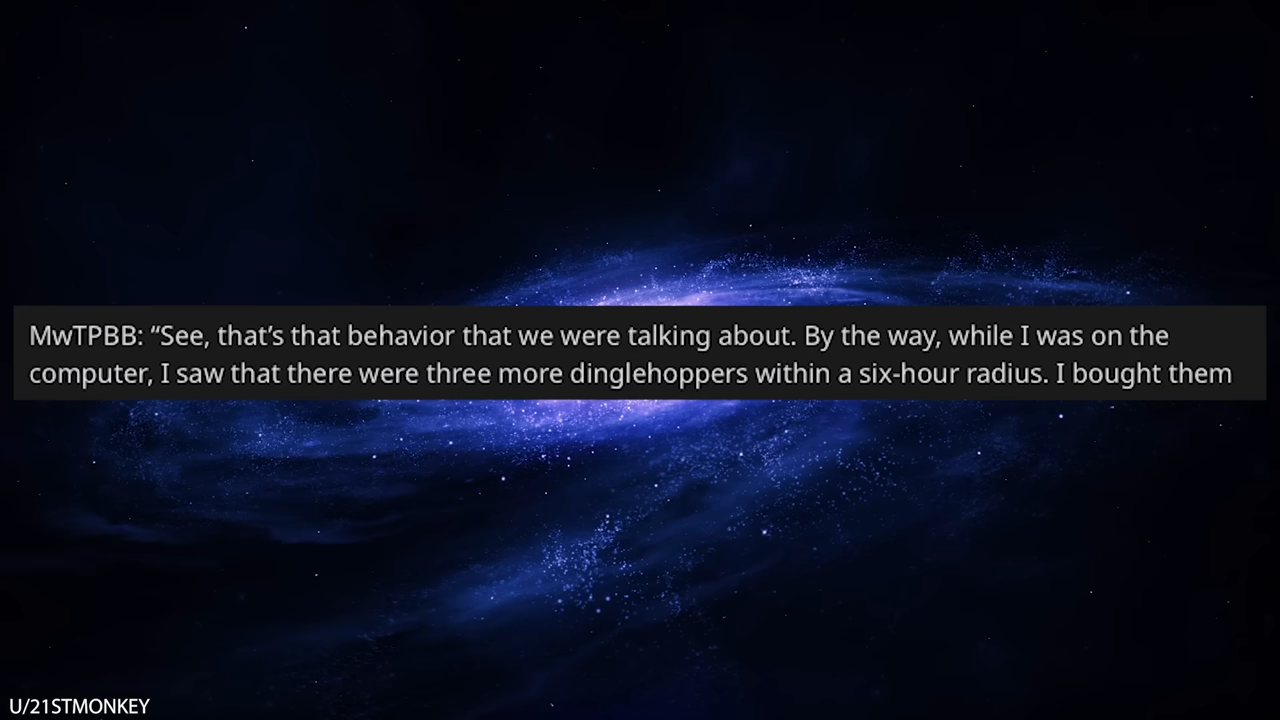 MwTPBB: “See, that’s that behavior that we were talking about. By the way, while I was on the
computer, I saw that there were three more dinglehoppers within a six-hour radius. I bought them
U/21STMONKEY